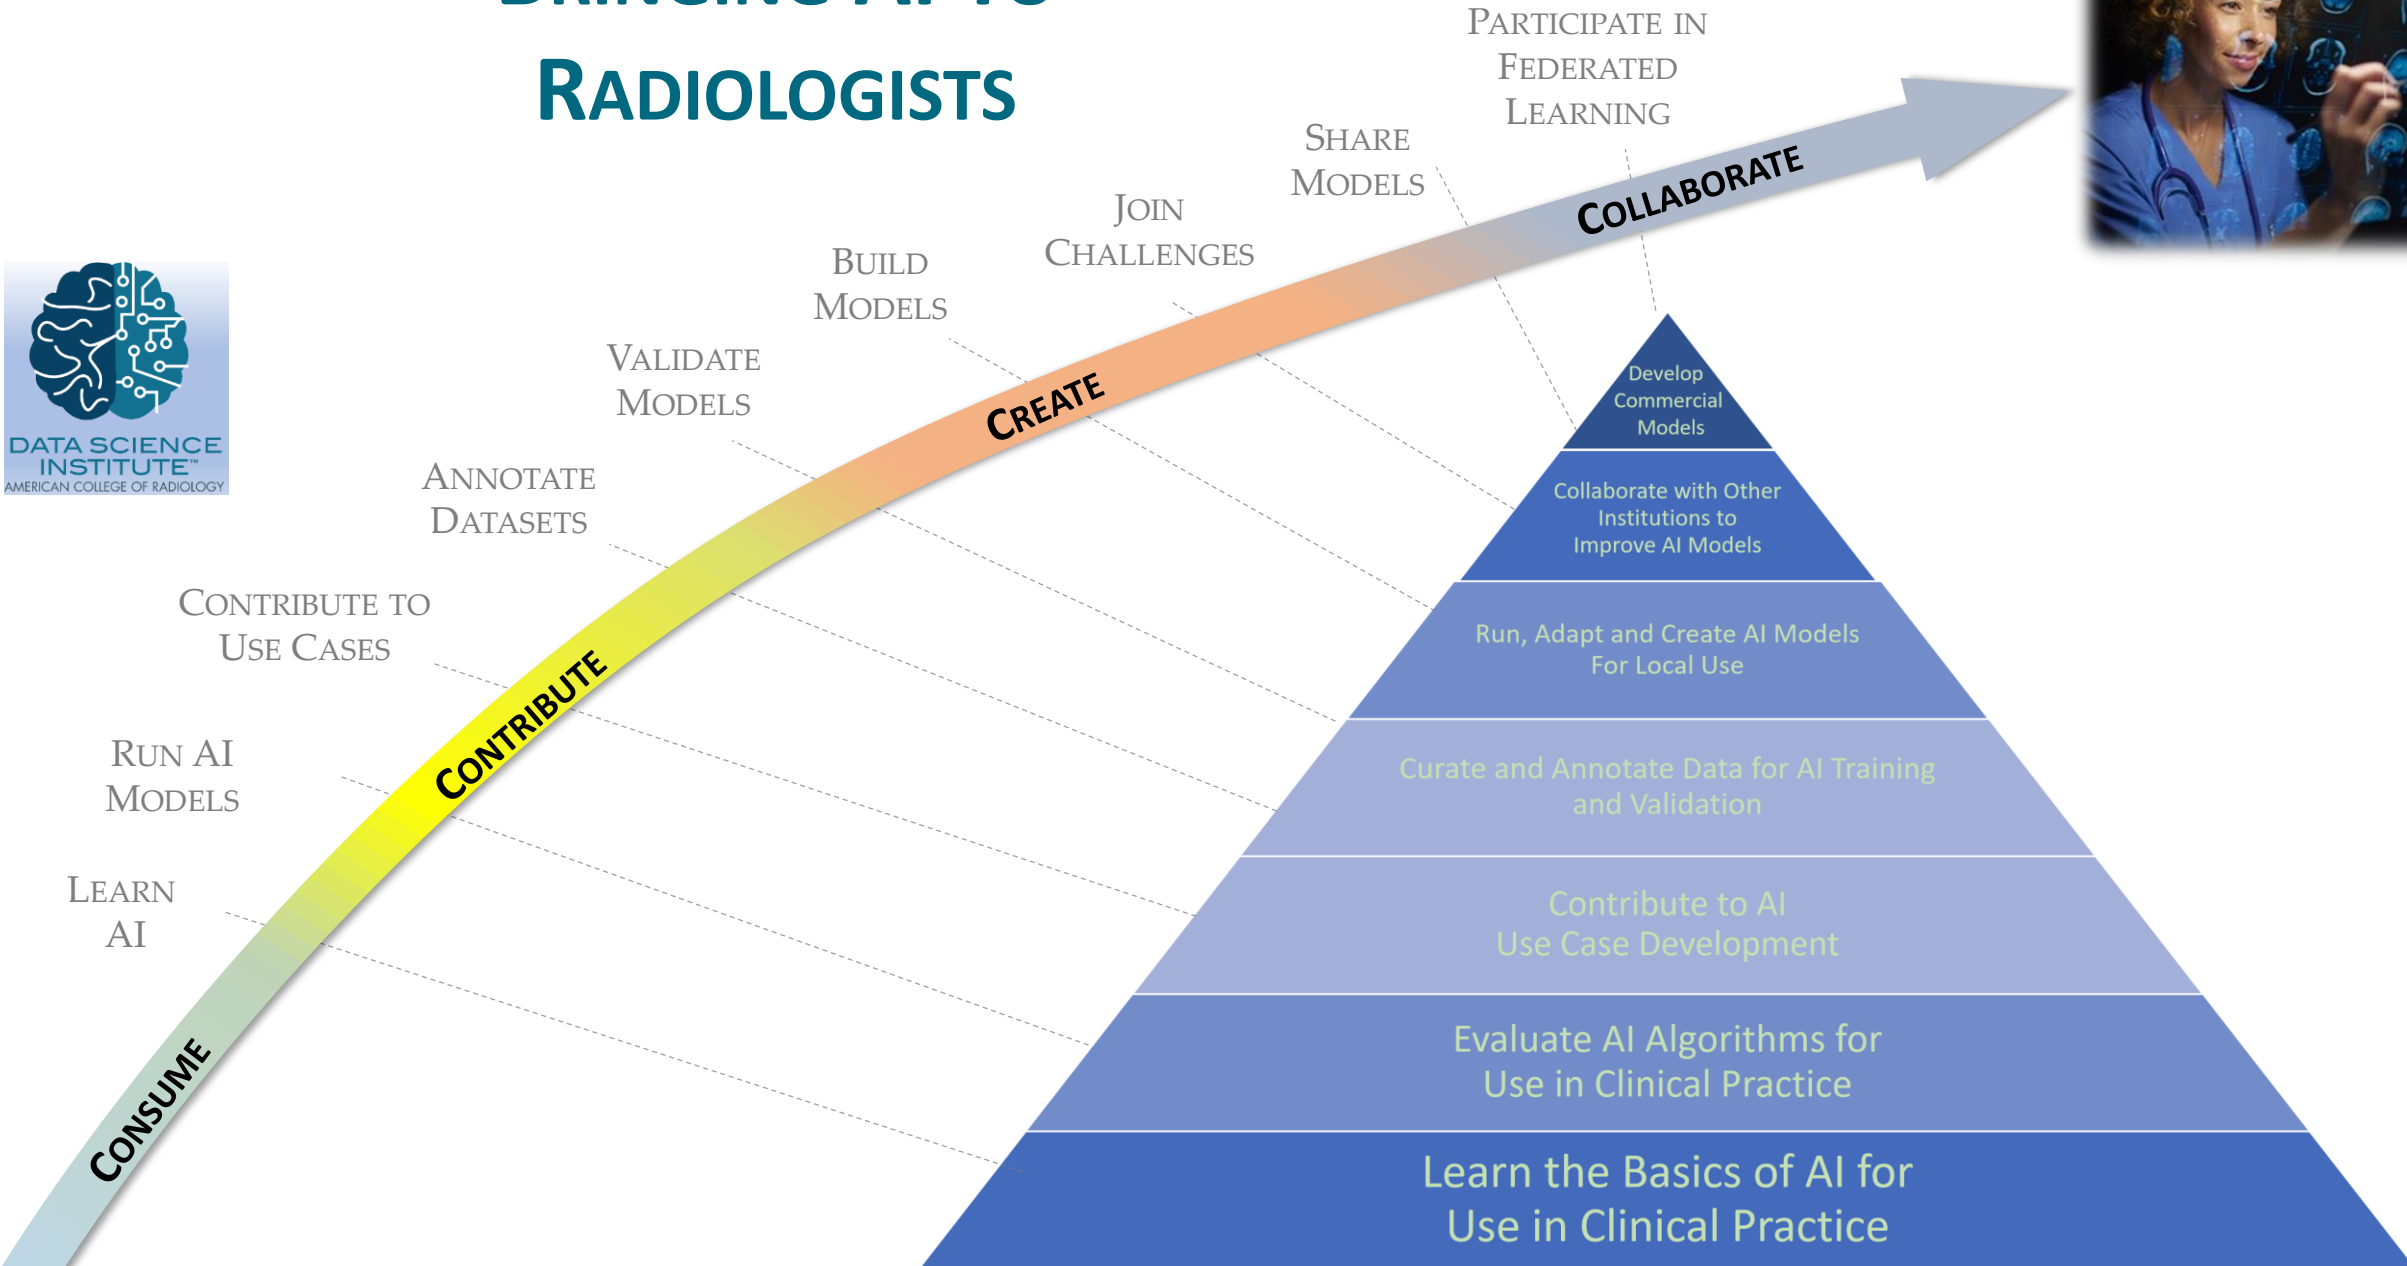 BRINGING AI TO
RADIOLOGISTS
PARTICIPATE IN
FEDERATED
LEARNING
SHARE
MODELS
JOIN
CHALLENGES
BUILD
MODELS
VALIDATE
MODELS
ANNOTATE
DATASETS
CONTRIBUTE TO
USE CASES
RUN AI
MODELS
LEARN
AI
COLLABORATE
CREATE
CONTRIBUTE
CONSUME
DATA SCIENCE
INSTITUTE™
AMERICAN COLLEGE OF RADIOLOGY
Develop
Commercial
Models
Collaborate with Other
Institutions to
Improve AI Models
Run, Adapt and Create AI Models
For Local Use
Curate and Annotate Data for AI Training
and Validation
Contribute to AI
Use Case Development
Evaluate AI Algorithms for
Use in Clinical Practice
Learn the Basics of AI for
Use in Clinical Practice